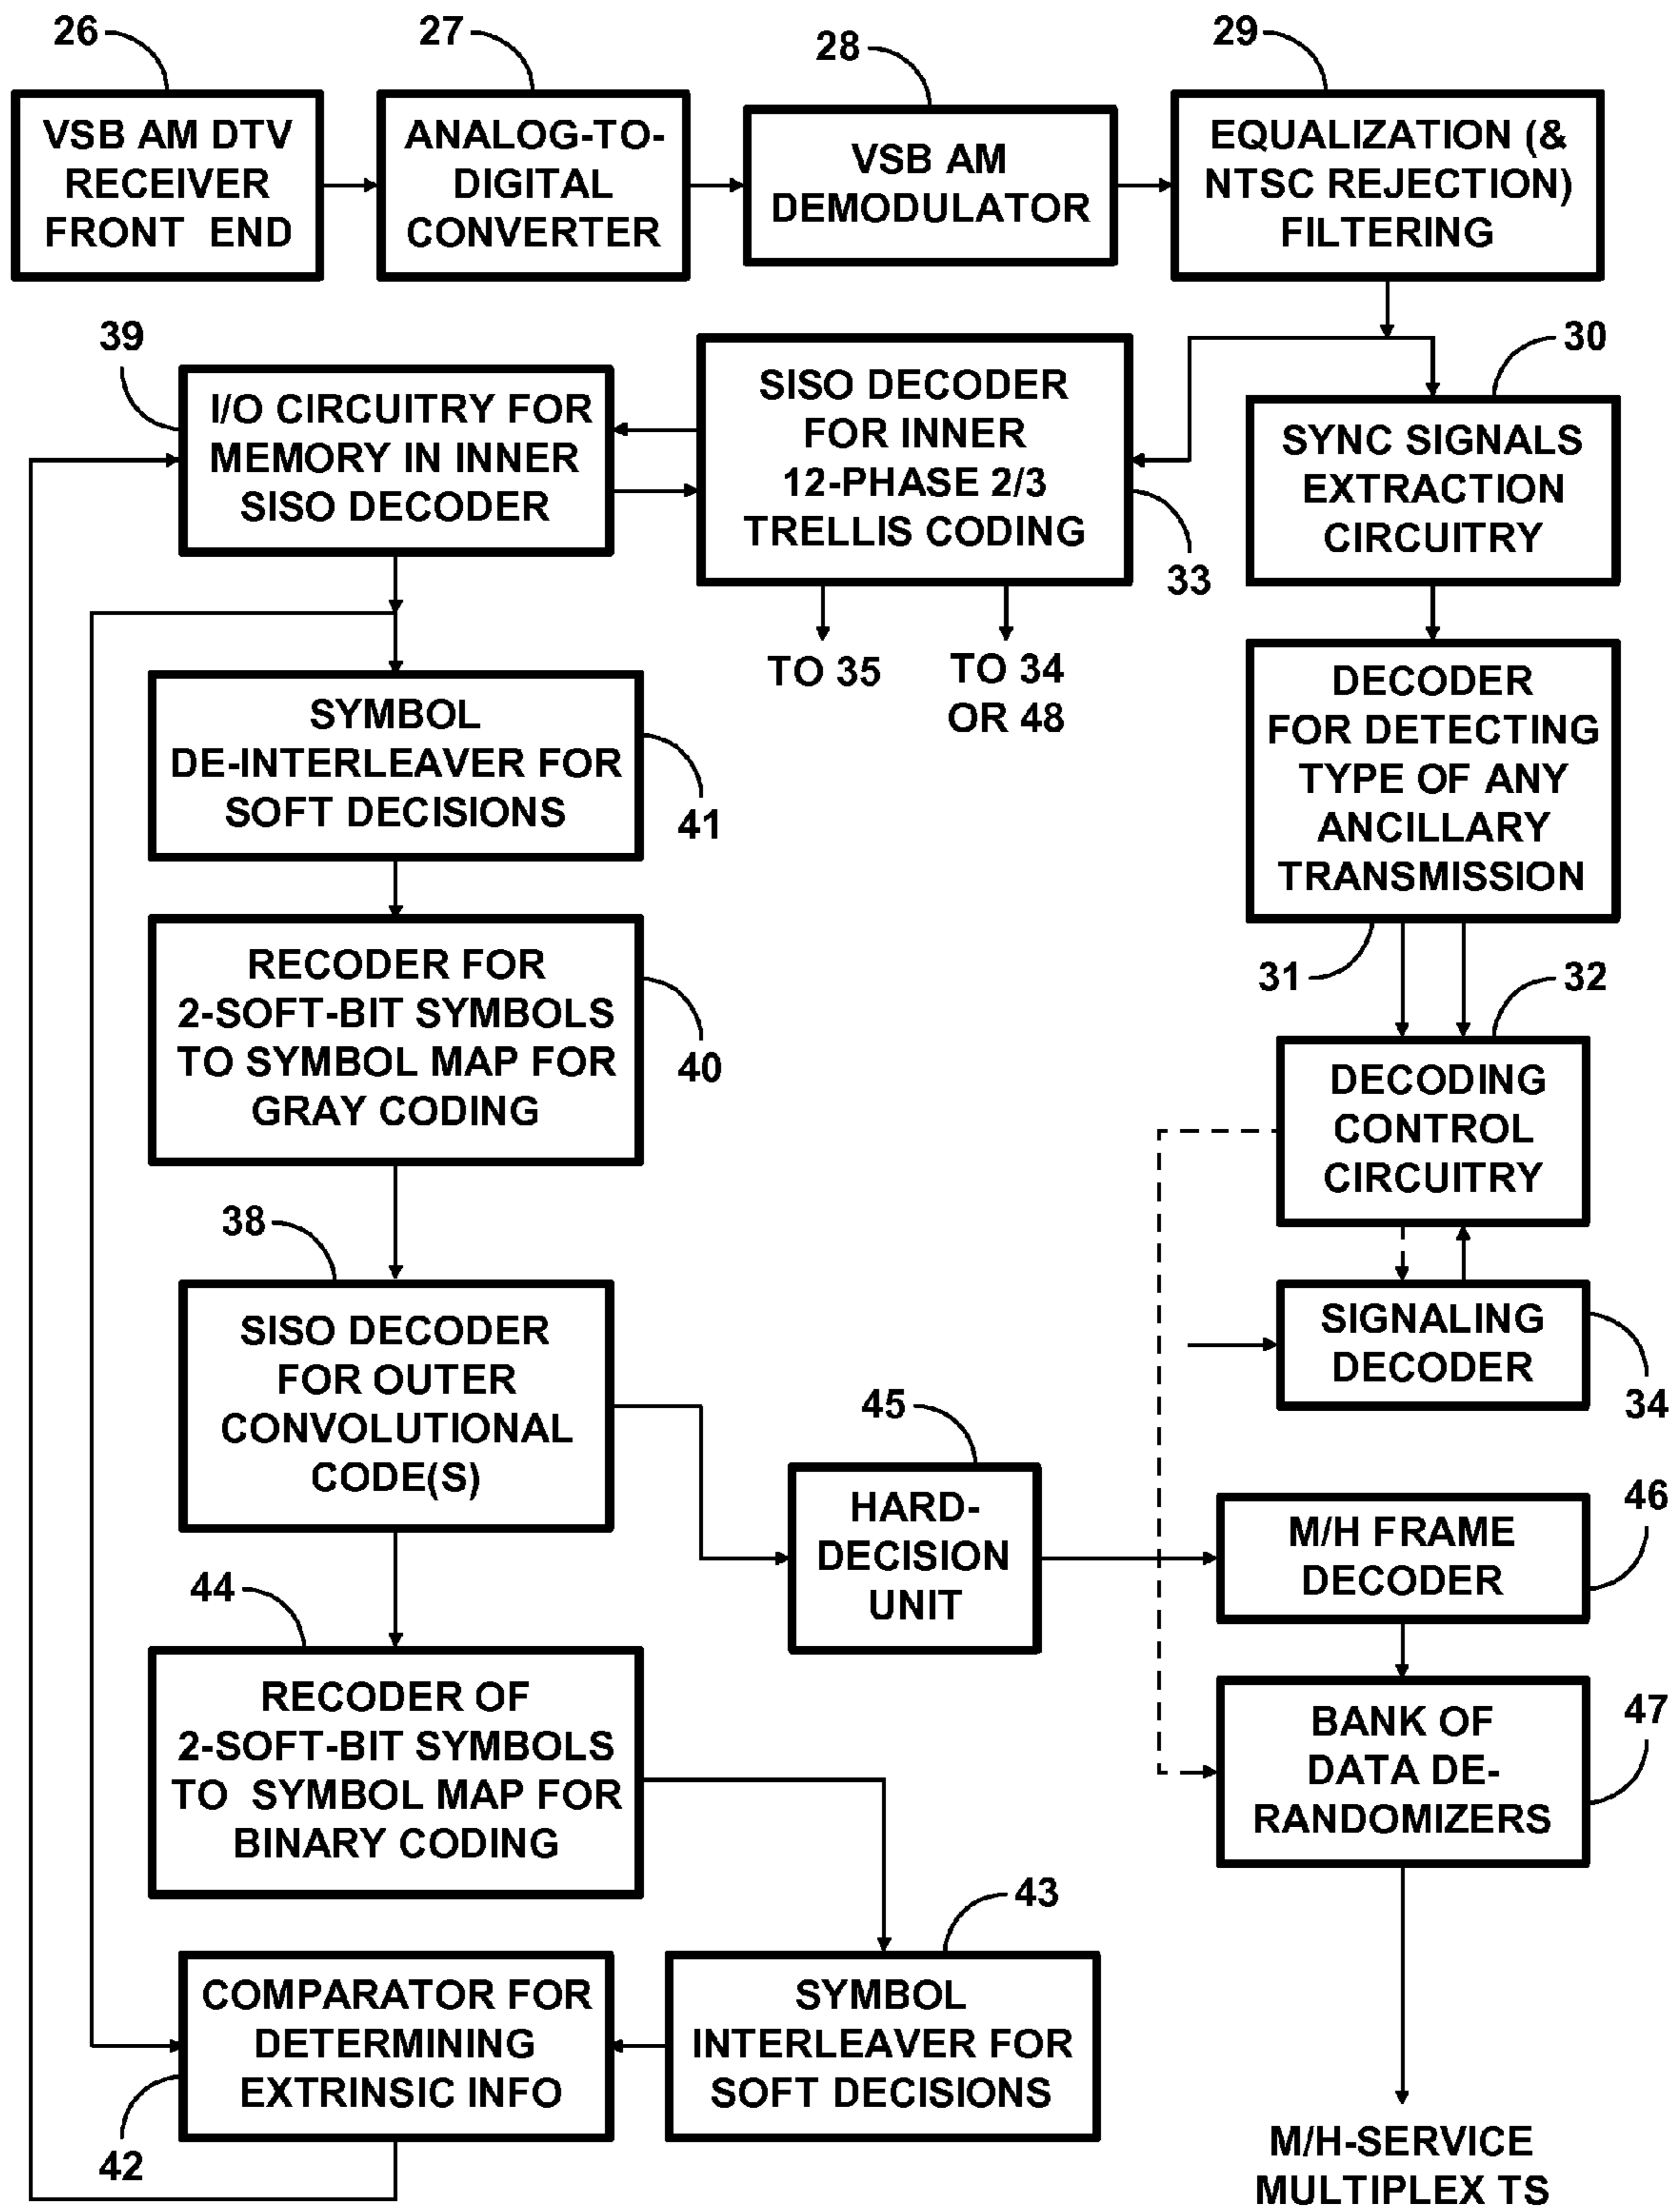 26
27
28
29
VSB AM DTV
RECEIVER
FRONT END
ANALOG-TO-
DIGITAL
CONVERTER
VSB AM
DEMODULATOR
EQUALIZATION (&
NTSC REJECTION)
FILTERING
39
I/O CIRCUITRY FOR
MEMORY IN INNER
SISO DECODER
SISO DECODER
FOR INNER
12-PHASE 2/3
TRELLIS CODING
33
30
SYNC SIGNALS
EXTRACTION
CIRCUITRY
TO 35
TO 34
OR 48
SYMBOL
DE-INTERLEAVER FOR
SOFT DECISIONS
41
DECODER
FOR DETECTING
TYPE OF ANY
ANCILLARY
TRANSMISSION
31
32
RECODER FOR
2-SOFT-BIT SYMBOLS
TO SYMBOL MAP FOR
GRAY CODING
40
DECODING
CONTROL
CIRCUITRY
38
SISO DECODER
FOR OUTER
CONVOLUTIONAL
CODE(S)
SIGNALING
DECODER
34
45
HARD-
DECISION
UNIT
46
M/H FRAME
DECODER
44
RECODER OF
2-SOFT-BIT SYMBOLS
TO SYMBOL MAP FOR
BINARY CODING
47
BANK OF
DATA DE-
RANDOMIZERS
43
COMPARATOR FOR
DETERMINING
EXTRINSIC INFO
42
SYMBOL
INTERLEAVER FOR
SOFT DECISIONS
M/H-SERVICE
MULTIPLEX TS